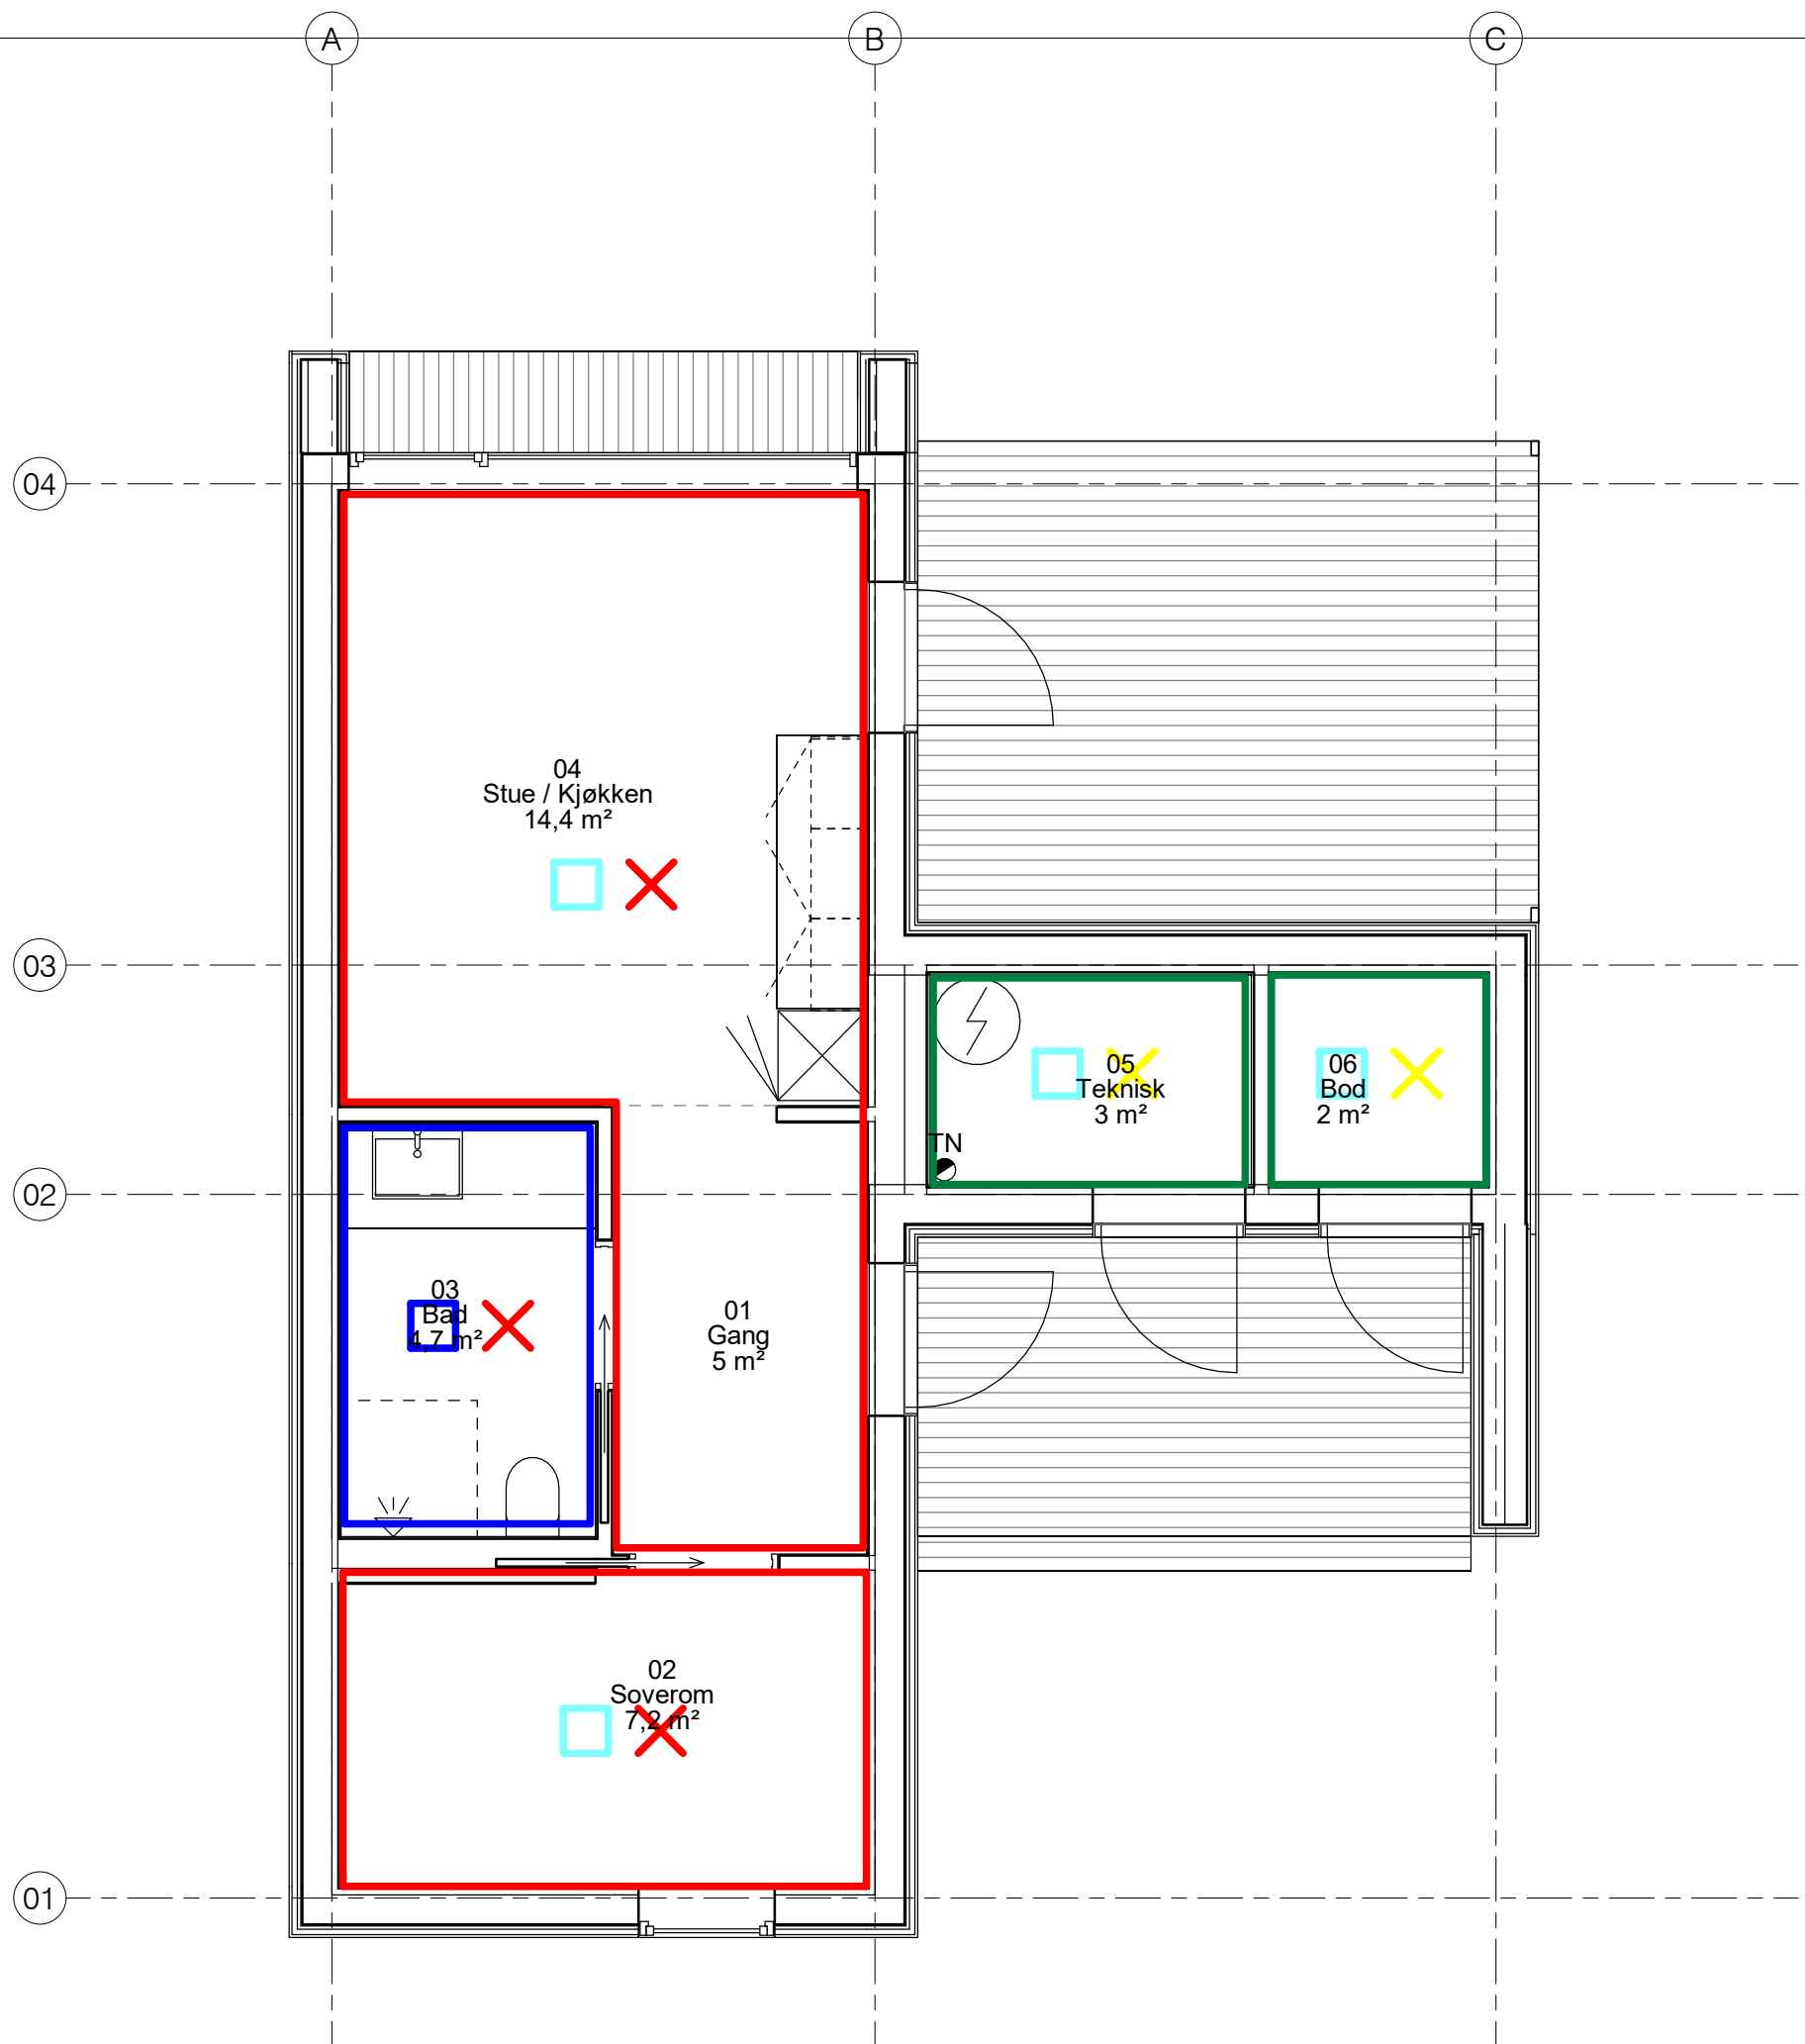 A
B
C
04
04
Stue / Kjøkken
14,4 m²
03
05
Teknisk
3 m²
06
Bod
2 m²
TN
02
03
Bad
4,7 m²
01
Gang
5 m²
02
Soverom
7,2 m²
01